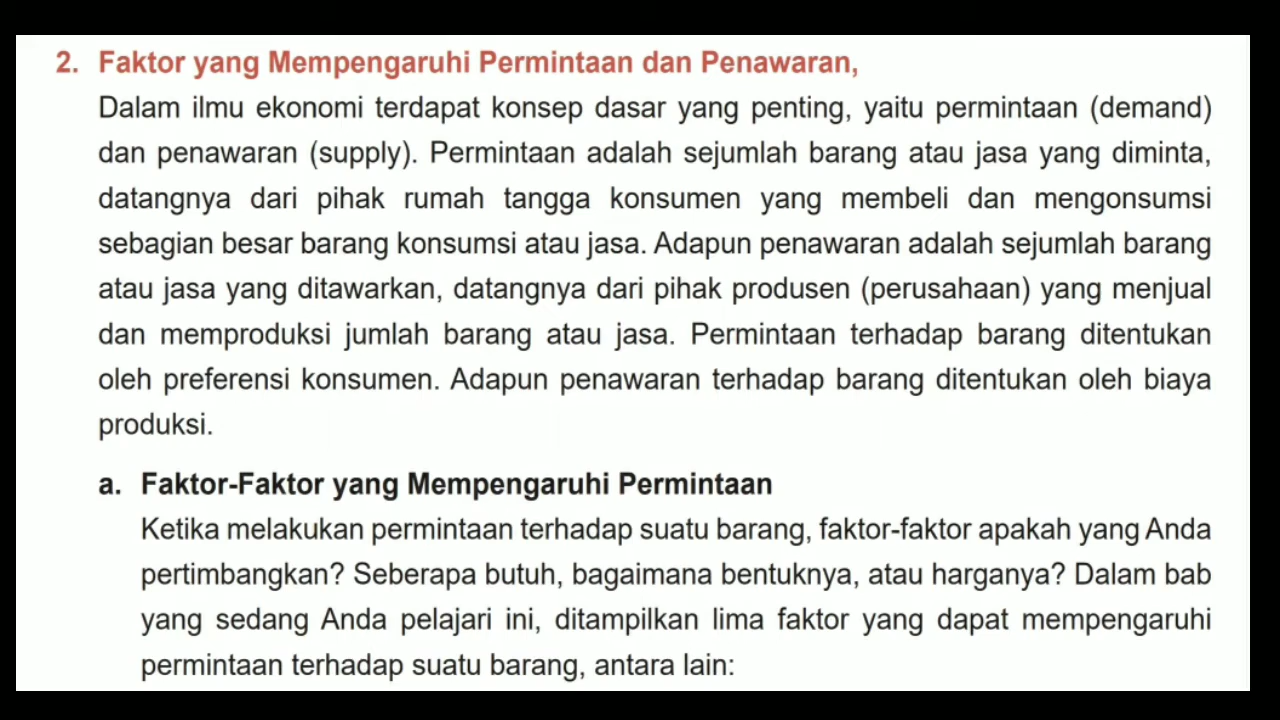 2. Faktor yang Mempengaruhi Permintaan dan Penawaran,
Dalam ilmu ekonomi terdapat konsep dasar yang penting, yaitu permintaan (demand)
dan penawaran (supply). Permintaan adalah sejumlah barang atau jasa yang diminta,
datangnya dari pihak rumah tangga konsumen yang membeli dan mengonsumsi
sebagian besar barang konsumsi atau jasa. Adapun penawaran adalah sejumlah barang
atau jasa yang ditawarkan, datangnya dari pihak produsen (perusahaan) yang menjual
dan memproduksi jumlah barang atau jasa. Permintaan terhadap barang ditentukan
oleh preferensi konsumen. Adapun penawaran terhadap barang ditentukan oleh biaya
produksi.
a. Faktor-Faktor yang Mempengaruhi Permintaan
Ketika melakukan permintaan terhadap suatu barang, faktor-faktor apakah yang Anda
pertimbangkan? Seberapa butuh, bagaimana bentuknya, atau harganya? Dalam bab
yang sedang Anda pelajari ini, ditampilkan lima faktor yang dapat mempengaruhi
permintaan terhadap suatu barang, antara lain: